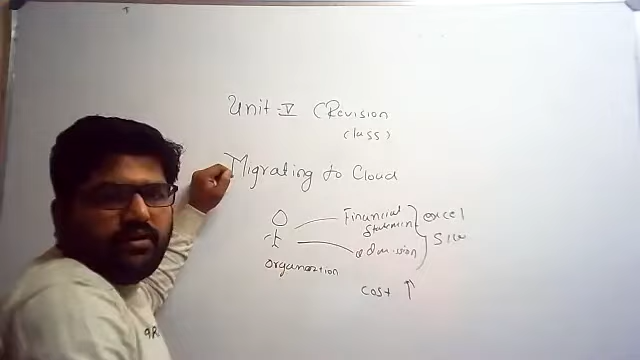 Unit - V (Revision
class)
Migrating to Cloud
Financial
Statement
excel
admission
Organization
cost ↑